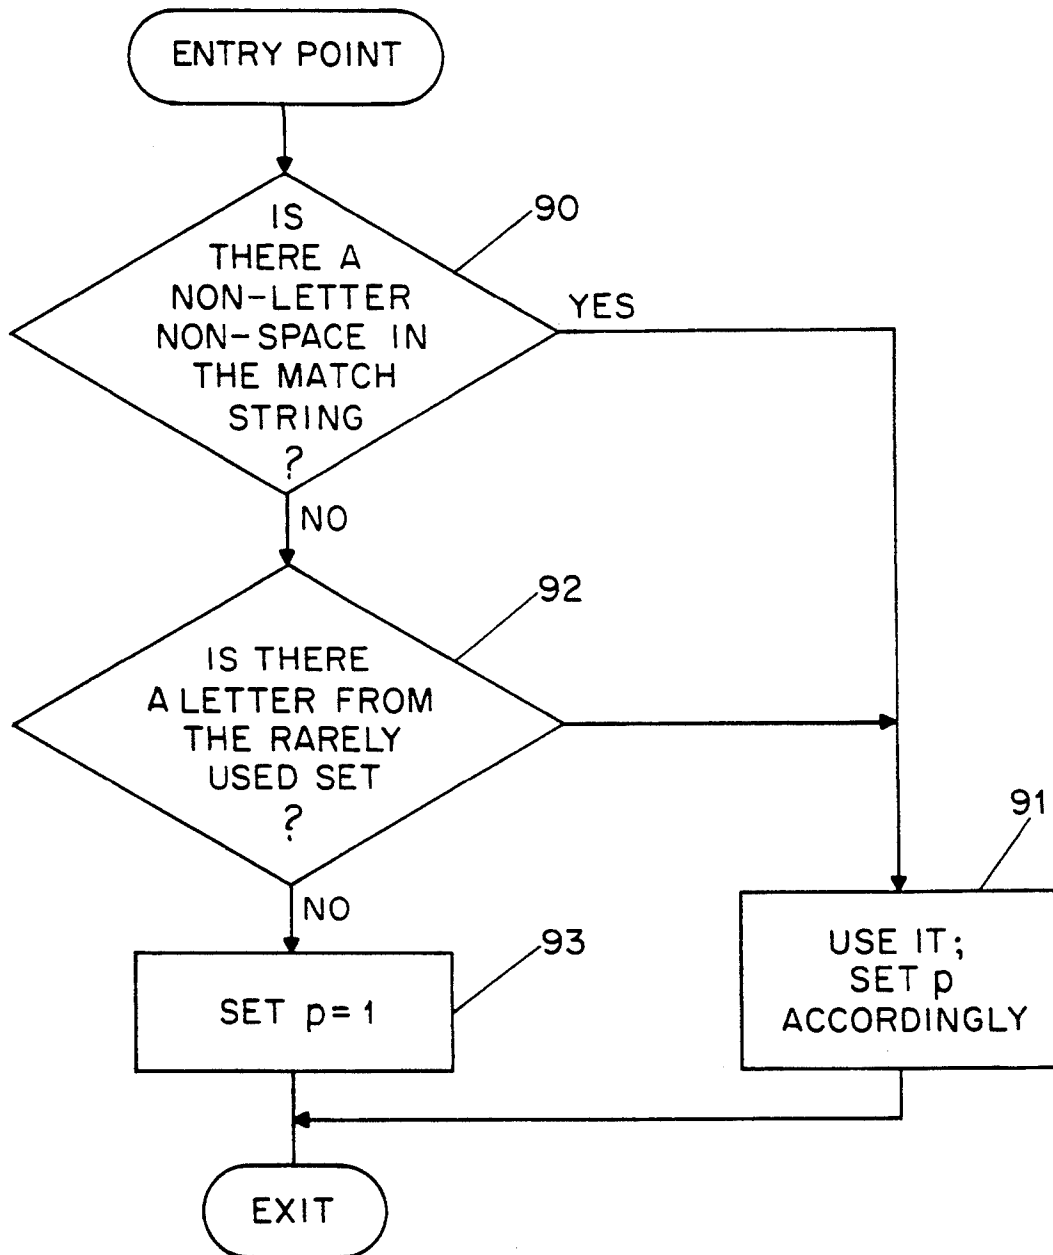 ENTRY POINT
90
IS
THERE A
NON-LETTER
NON-SPACE IN
THE MATCH
STRING
?
YES
NO
92
IS THERE
A LETTER FROM
THE RARELY
USED SET
?
91
NO
93
SET p=1
USE IT;
SET p
ACCORDINGLY
EXIT